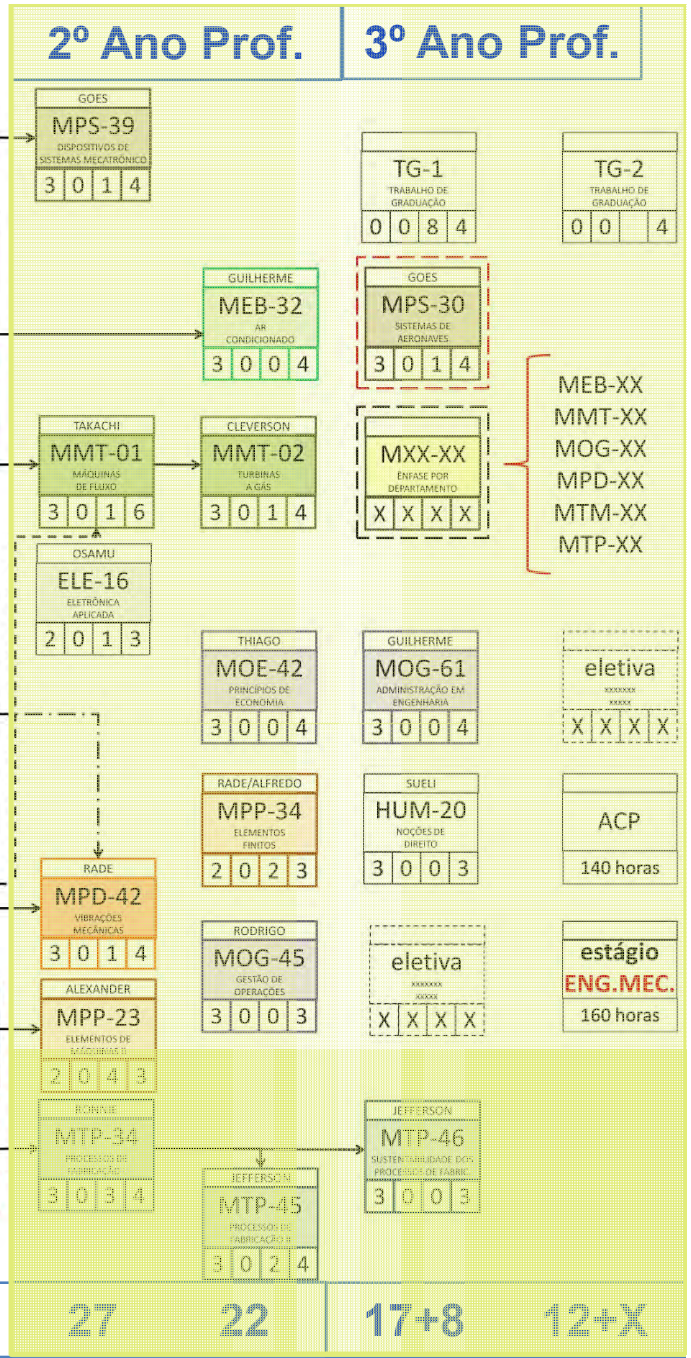 2º Ano Prof.
3º Ano Prof.
GOES
MPS-39
DISPOSITIVOS DE
SISTEMAS MECATRÔNICO
3 0 1 4
TG-1
TRABALHO DE
GRADUAÇÃO
0 0 8 4
TG-2
TRABALHO DE
GRADUAÇÃO
0 0 4
GUILHERME
MEB-32
AR
CONDICIONADO
3 0 0 4
GOES
MPS-30
SISTEMAS DE
AERONAVES
3 0 1 4
TAKACHI
MMT-01
MÁQUINAS
DE FLUXO
3 0 1 6
CLEVERSON
MMT-02
TURBINAS
A GÁS
3 0 1 4
MXX-XX
ÊNFASE POR
DEPARTAMENTO
X X X X
MEB-XX
MMT-XX
MOG-XX
MPD-XX
MTM-XX
MTP-XX
OSAMU
ELE-16
ELETRÔNICA
APLICADA
2 0 1 3
THIAGO
MOE-42
PRINCÍPIOS DE
ECONOMIA
3 0 0 4
GUILHERME
MOG-61
ADMINISTRAÇÃO EM
ENGENHARIA
3 0 0 4
eletiva
xxxxxxx
xxxxx
X X X X
RADE/ALFREDO
MPP-34
ELEMENTOS
FINITOS
2 0 2 3
SUELI
HUM-20
NOÇÕES DE
DIREITO
3 0 0 3
ACP
140 horas
RADE
MPD-42
VIBRAÇÕES
MECÂNICAS
3 0 1 4
RODRIGO
MOG-45
GESTÃO DE
OPERAÇÕES
3 0 0 3
eletiva
xxxxxxx
xxxxx
X X X X
estágio
ENG.MEC.
160 horas
ALEXANDER
MPP-23
ELEMENTOS DE
MÁQUINAS II
2 0 4 3
RONNIE
MTP-34
PROCESSOS DE
FABRICAÇÃO
3 0 3 4
JEFFERSON
MTP-45
PROCESSOS DE
FABRICAÇÃO II
3 0 2 4
JEFFERSON
MTP-46
SUSTENTABILIDADE DOS
PROCESSOS DE FABRIC.
3 0 0 3
27
22
17+8
12+X